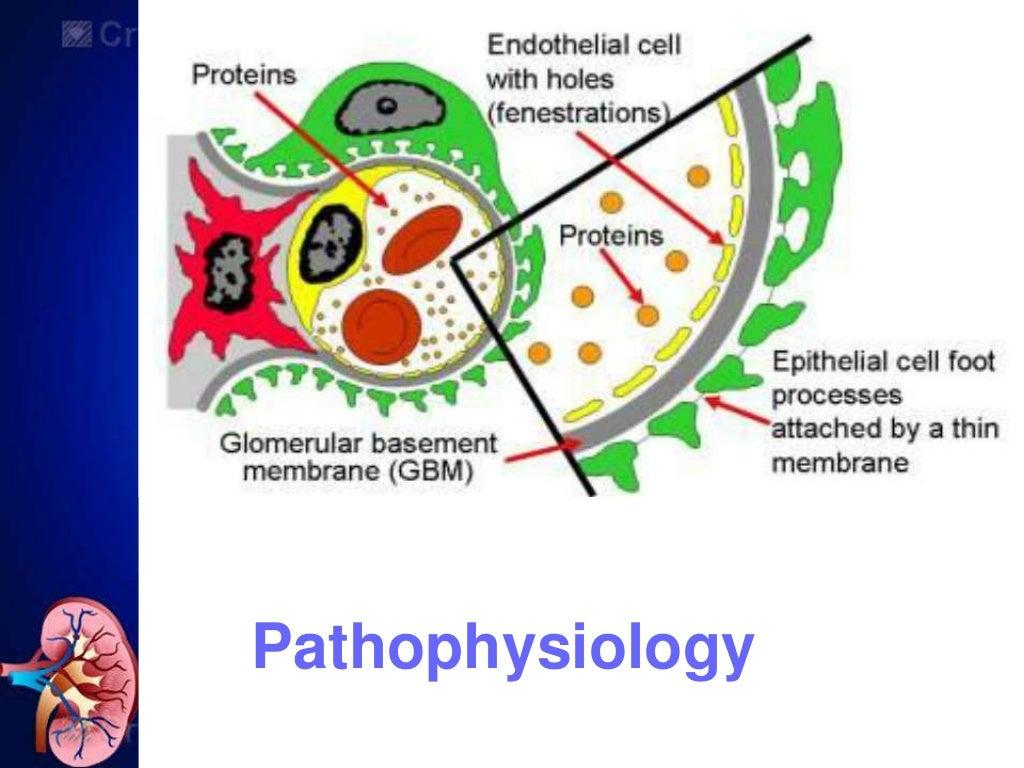 Cr
Proteins
Endothelial cell
with holes
(fenestrations)
Proteins
Epithelial cell foot
processes
attached by a thin
membrane
Glomerular basement
membrane (GBM)
Pathophysiology